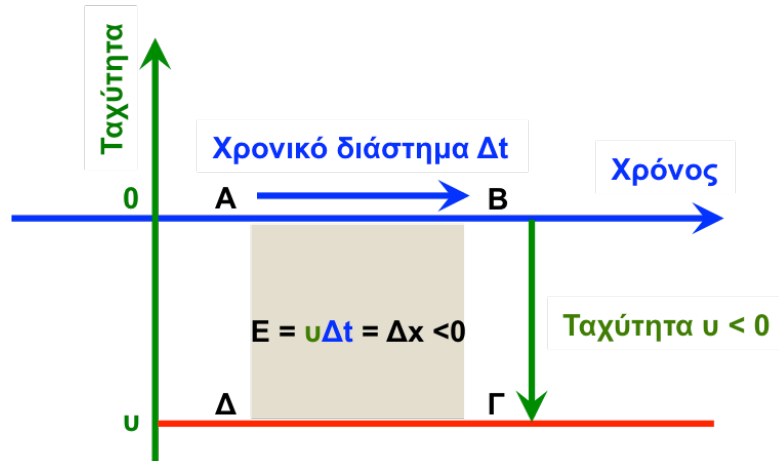 Ταχύτητα
Χρονικό διάστημα Δt
Χρόνος
0
Α
Β
Ε = υΔt = Δx <0
Ταχύτητα υ < 0
Δ
Γ
υ